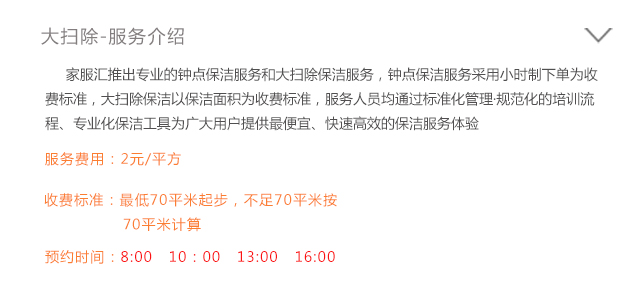 大扫除-服务介绍
家服汇推出专业的钟点保洁服务和大扫除保洁服务，钟点保洁服务采用小时制下单为收
费标准，大扫除保洁以保洁面积为收费标准，服务人员均通过标准化管理·规范化的培训流
程、专业化保洁工具为广大用户提供最便宜、快速高效的保洁服务体验
服务费用：2元/平方
收费标准：最低70平米起步，不足70平米按
70平米计算
预约时间：8:00 10：00 13:00 16:00